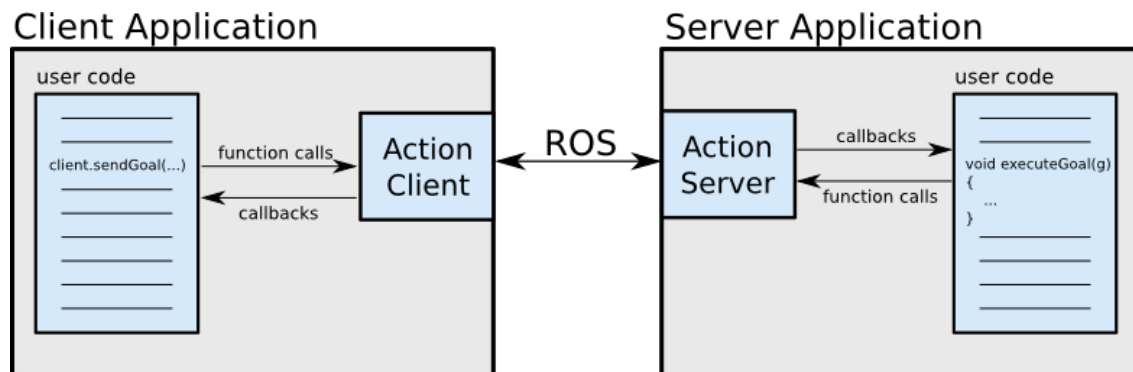 Client Application
user code
client.sendGoal(...)
function calls
callbacks
Action
Client
ROS
Server Application
Action
Server
callbacks
function calls
user code
void executeGoal(g)
{
...
}